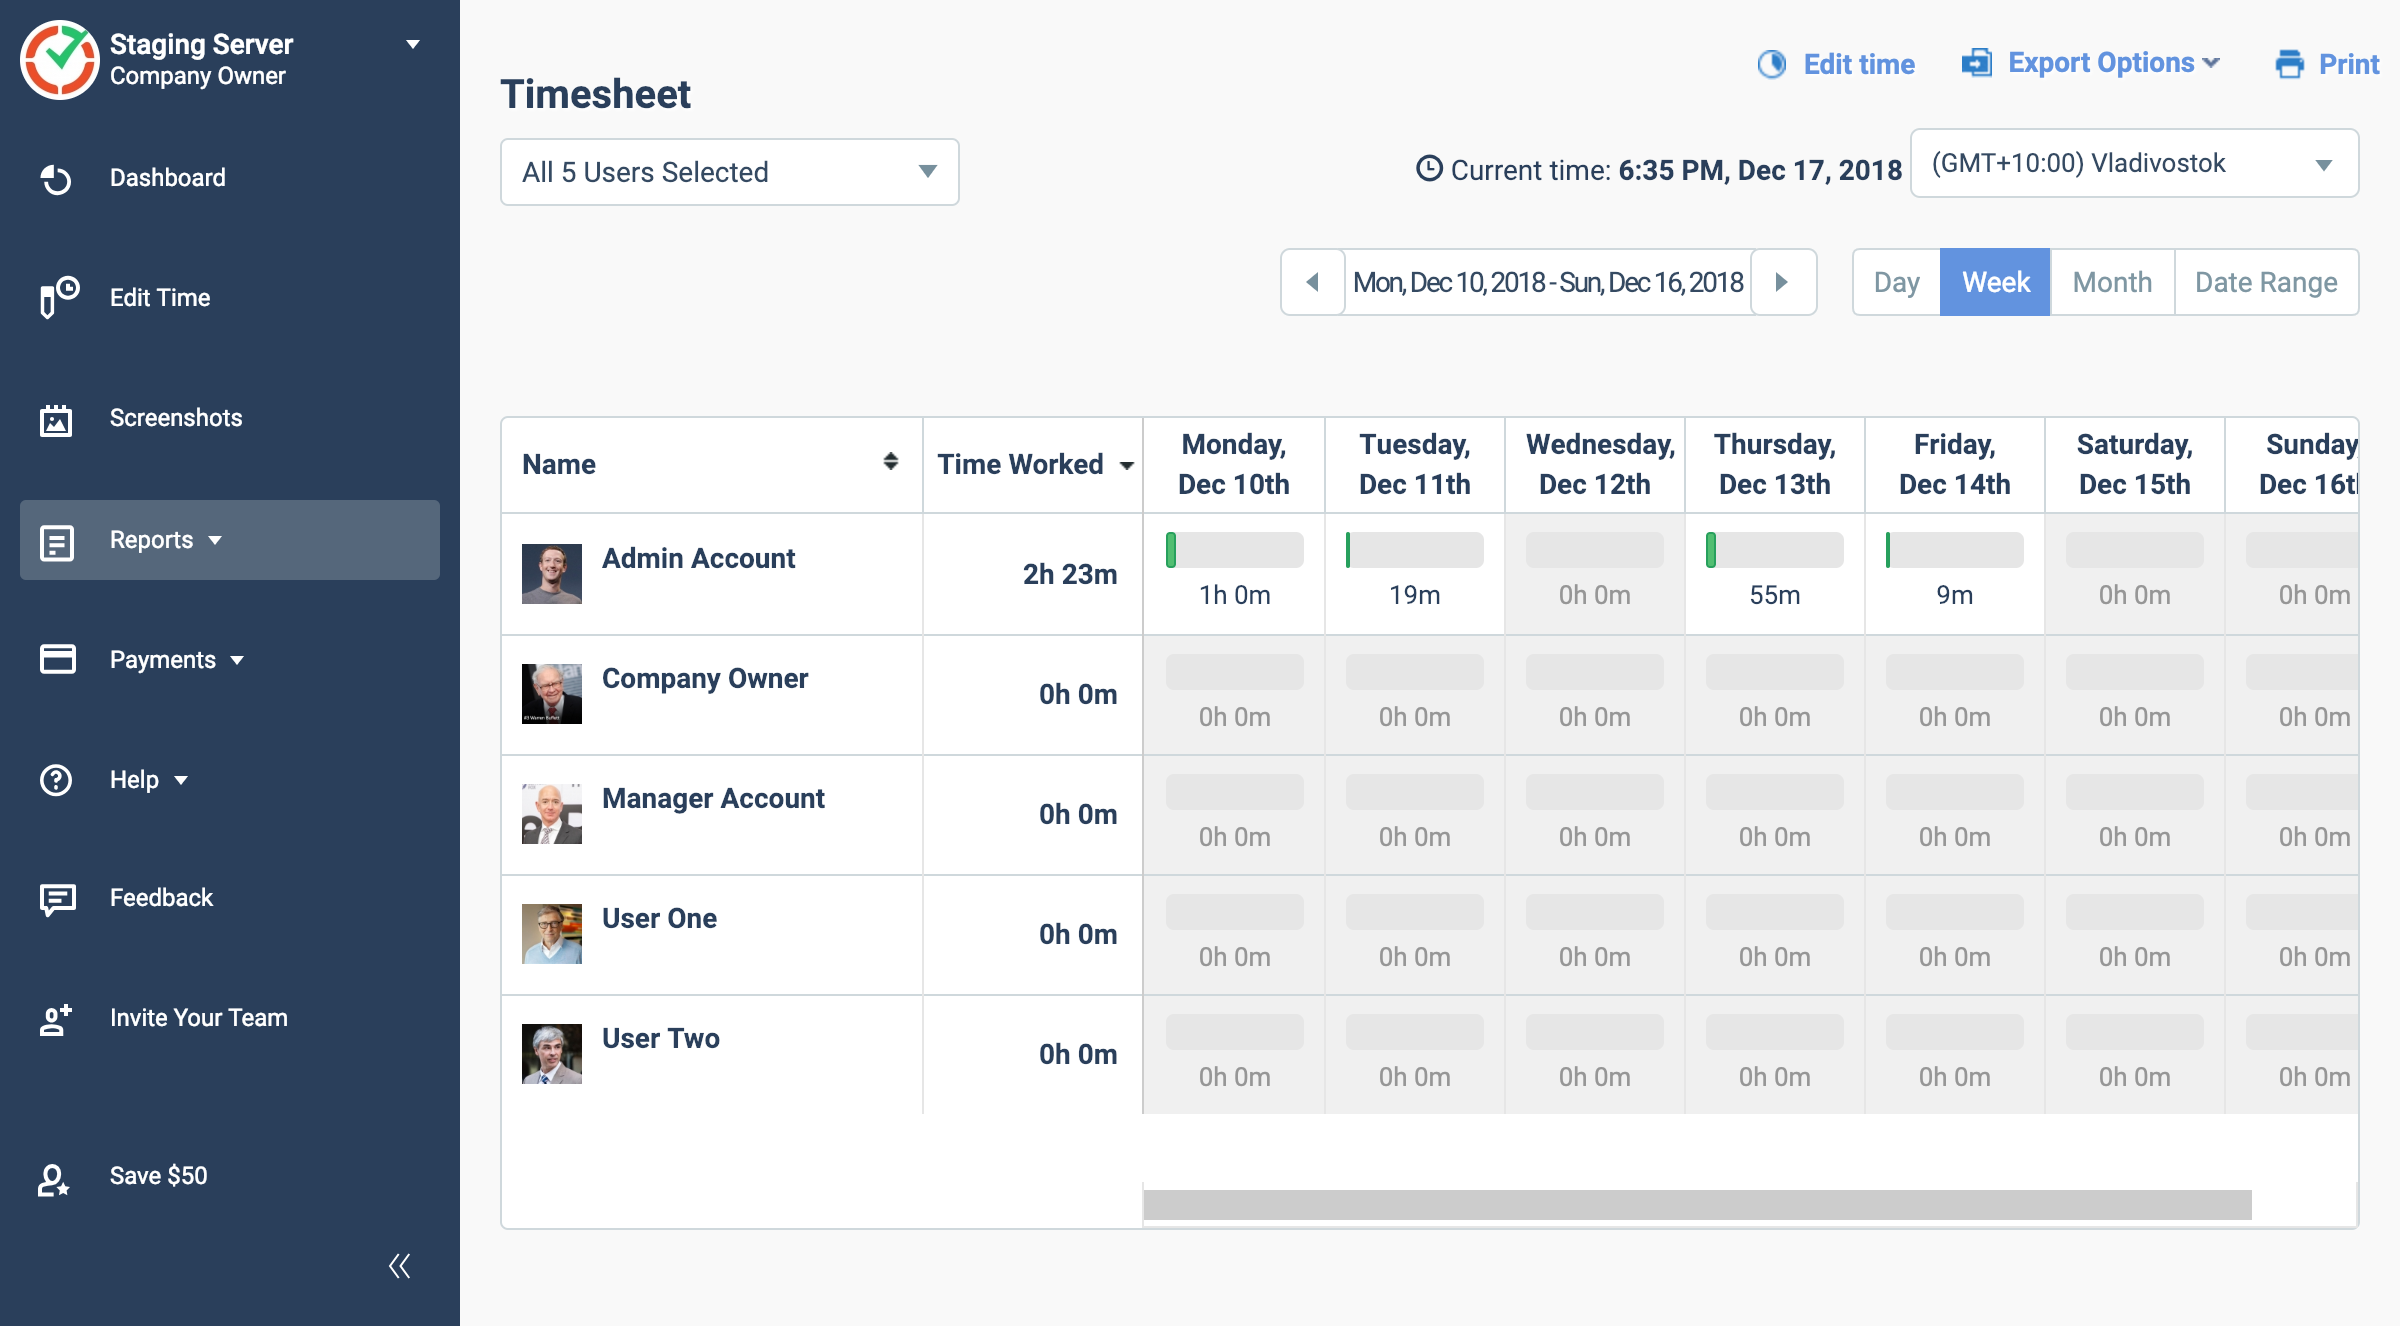 Staging Server
Company Owner
Dashboard
Edit Time
Screenshots
Reports
Payments
Help
Feedback
Invite Your Team
Save $50
Edit time
Export Options
Print
Timesheet
All 5 Users Selected
Current time: 6:35 PM, Dec 17, 2018
(GMT+10:00) Vladivostok
Mon, Dec 10, 2018 - Sun, Dec 16, 2018
Day Week Month Date Range
Name
Time Worked
Monday,
Dec 10th
Tuesday,
Dec 11th
Wednesday,
Dec 12th
Thursday,
Dec 13th
Friday,
Dec 14th
Saturday,
Dec 15th
Sunday
Dec 16t
Admin Account
2h 23m
1h 0m 19m 0h 0m 55m 9m 0h 0m 0h 0m
Company Owner
#3 Warren Buffett
0h 0m
0h 0m 0h 0m 0h 0m 0h 0m 0h 0m 0h 0m 0h 0m
Manager Account
0h 0m
0h 0m 0h 0m 0h 0m 0h 0m 0h 0m 0h 0m 0h 0m
User One
0h 0m
0h 0m 0h 0m 0h 0m 0h 0m 0h 0m 0h 0m 0h 0m
User Two
0h 0m
0h 0m 0h 0m 0h 0m 0h 0m 0h 0m 0h 0m 0h 0m